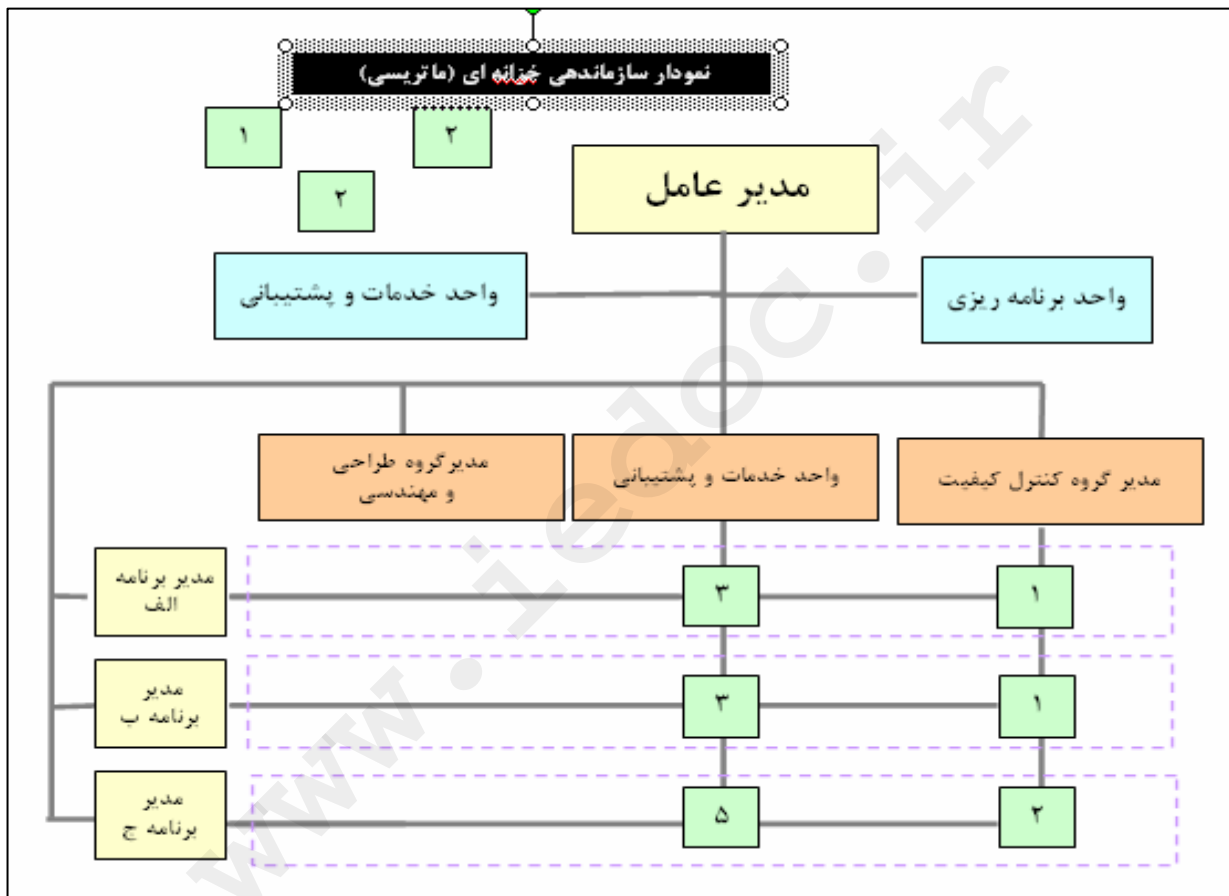 نمودار سازماندهی خزانه ای (ماتریسی)
۲
۱
۲
مدیر عامل
واحد برنامه ریزی
واحد خدمات و پشتیبانی
مدیر گروه کنترل کیفیت
واحد خدمات و پشتیبانی
مدیرگروه طراحی
و مهندسی
مدیر برنامه
الف
۳
۱
مدیر
برنامه ب
۳
۱
مدیر
برنامه ج
۵
۲
www.iedoc.ir